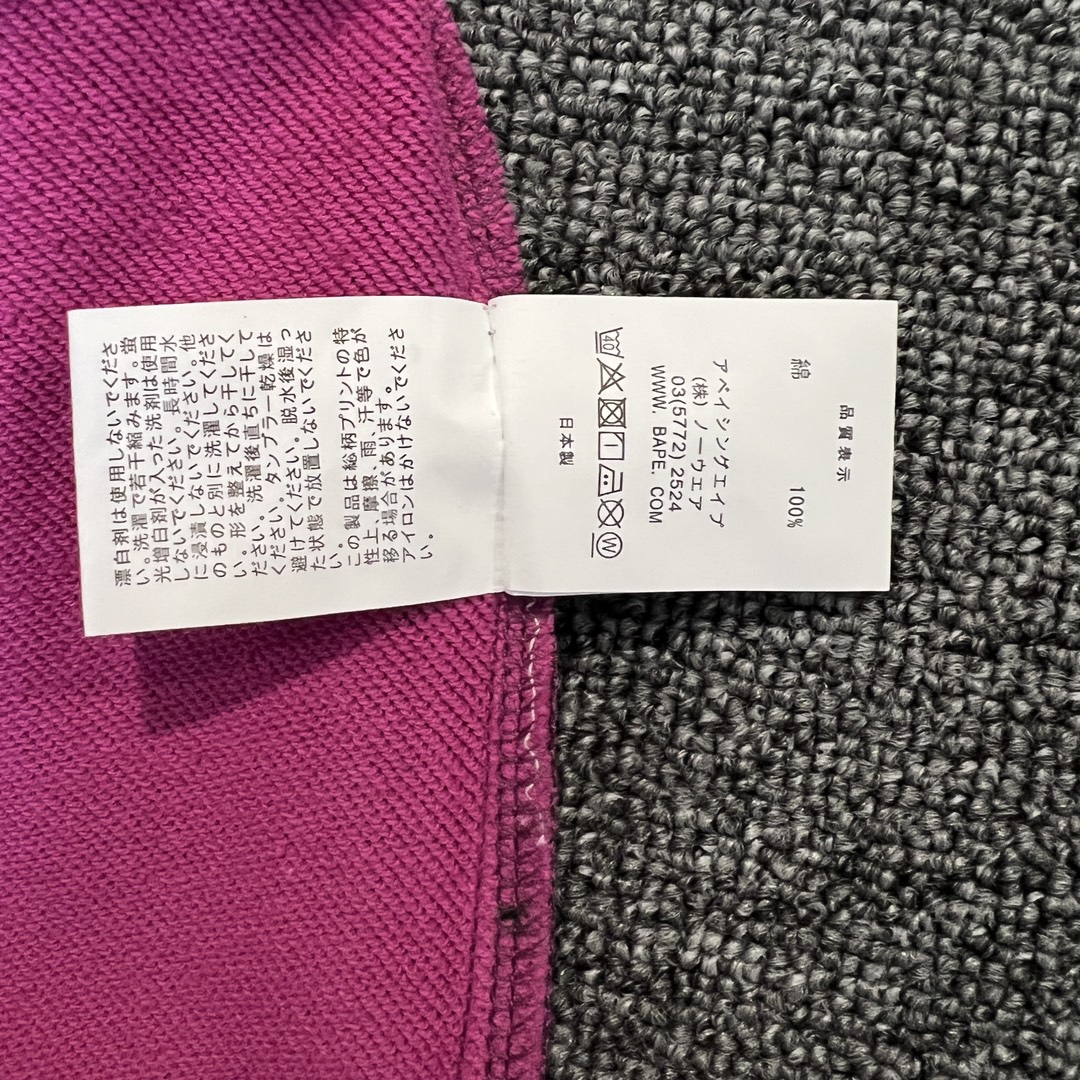 品質表示
綿 100%
アベイシングエイプ
(株)ノーウエア
03(5772)2524
WWW. BAPE. COM
40
W
日本製
漂白剤は使用しないでくださ
い。洗濯で若干縮みます。蛍
光増白剤が入った洗剤は使用
しないでください。長時間水
に浸漬しないでください。他
のものと別に洗濯してくださ
い。形を整えてから干してく
ださい。洗濯後直ちに干して
ください。タンブラー乾燥は
避けてください。脱水後湿っ
た状態で放置しないでくださ
い。
この製品は総柄プリントの特
性上、摩擦、雨、汗等で色が
移る場合があります。
アイロンはかけないでくださ
い。